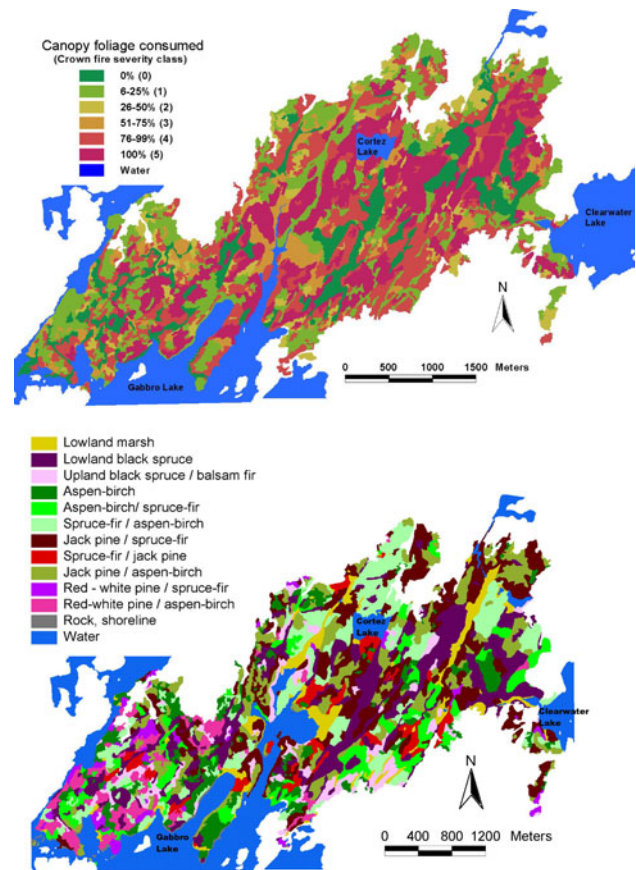 Canopy foliage consumed
(Crown fire severity class)
0% (0)
6-25% (1)
26-50% (2)
51-75% (3)
76-99% (4)
100% (5)
Water
Cortez
Lake
Clearwater
Lake
N
0 500 1000 1500 Meters
Gabbro Lake
Lowland marsh
Lowland black spruce
Upland black spruce / balsam fir
Aspen-birch
Aspen-birch/ spruce-fir
Spruce-fir / aspen-birch
Jack pine / spruce-fir
Spruce-fir / jack pine
Jack pine / aspen-birch
Red - white pine / spruce-fir
Red-white pine / aspen-birch
Rock, shoreline
Water
Cortez
Lake
Clearwater
Lake
N
Gabbro
Lake
0 400 800 1200 Meters